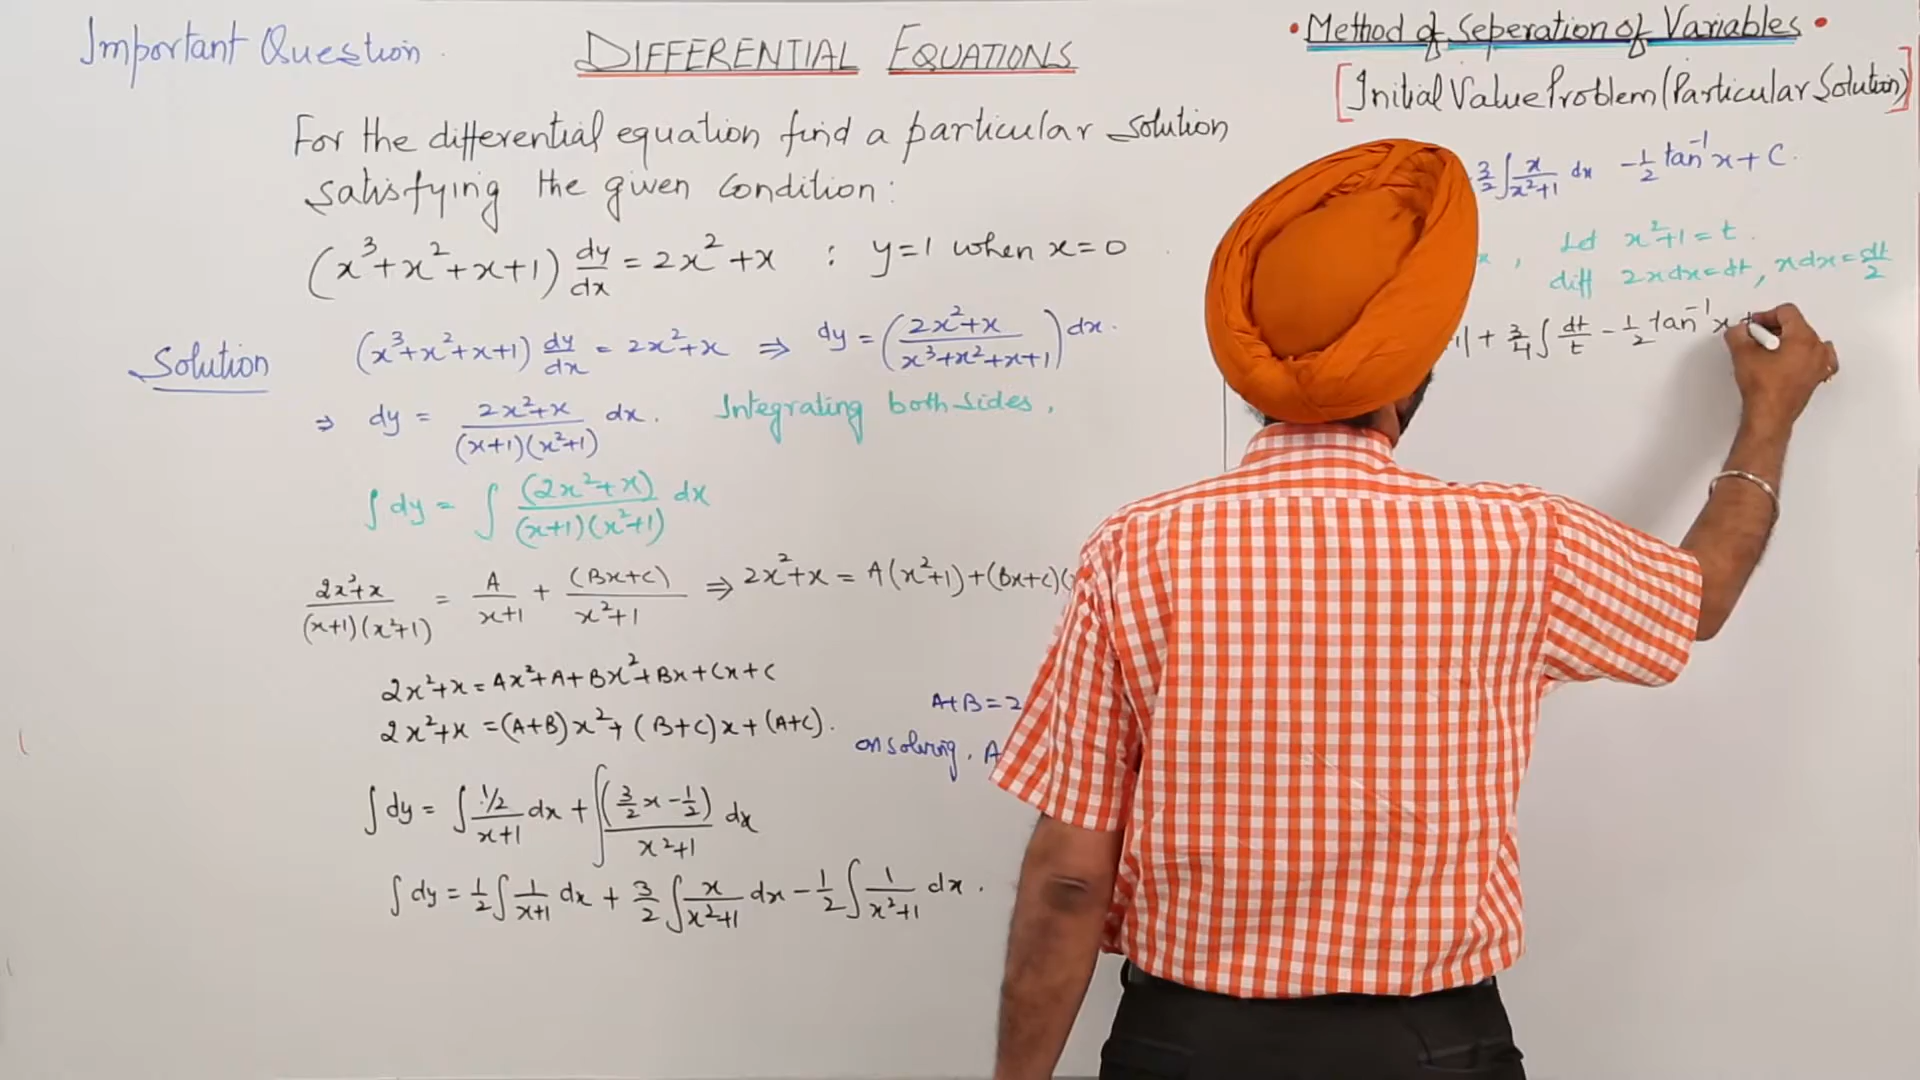 Important Question.
DIFFERENTIAL EQUATIONS
• Method of Seperation of Variables •
[Initial Value Problem (Particular Solution)]
For the differential equation find a particular solution
satisfying the given condition:
(x³+x²+x+1) dy/dx = 2x²+x : y=1 when x=0
Solution
(x³+x²+x+1) dy/dx = 2x²+x ⇒ dy = ((2x²+x)/(x³+x²+x+1)) dx.
⇒ dy = (2x²+x)/((x+1)(x²+1)) dx. Integrating both sides,
∫dy = ∫ (2x²+x)/((x+1)(x²+1)) dx
(2x²+x)/((x+1)(x²+1)) = A/(x+1) + (Bx+C)/(x²+1) ⇒ 2x²+x = A(x²+1)+(Bx+C)(
2x²+x = Ax²+A+Bx²+Bx+Cx+C
2x²+x = (A+B)x²+(B+C)x+(A+C).
A+B=2
on solving, A
∫dy = ∫ (1/2)/(x+1) dx + ∫ (3/2 x - 1/2)/(x²+1) dx
∫dy = 1/2 ∫ 1/(x+1) dx + 3/2 ∫ x/(x²+1) dx - 1/2 ∫ 1/(x²+1) dx.
3/2 ∫ x/(x²+1) dx - 1/2 tan⁻¹x + C.
x, Let x²+1=t.
diff 2xdx=dt, xdx=dt/2
1| + 3/4 ∫ dt/t - 1/2 tan⁻¹x +